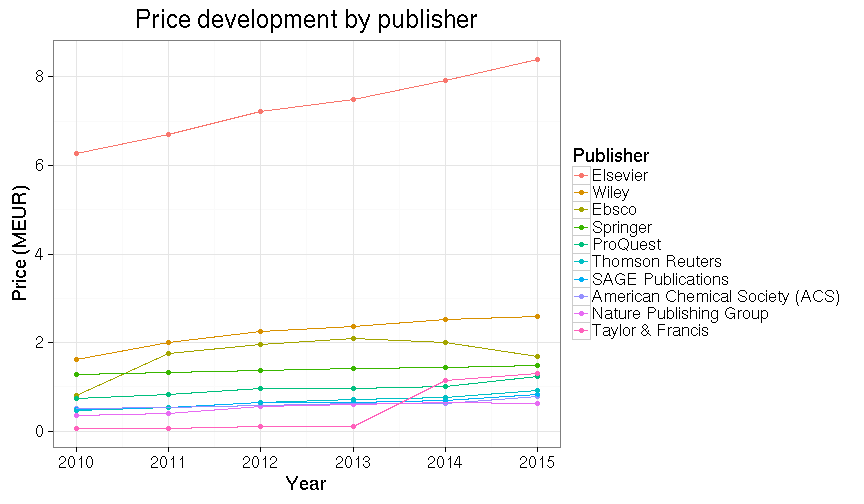 Price development by publisher
8
6
4
2
0
Price (MEUR)
2010 2011 2012 2013 2014 2015
Year
Publisher
Elsevier
Wiley
Ebsco
Springer
ProQuest
Thomson Reuters
SAGE Publications
American Chemical Society (ACS)
Nature Publishing Group
Taylor & Francis